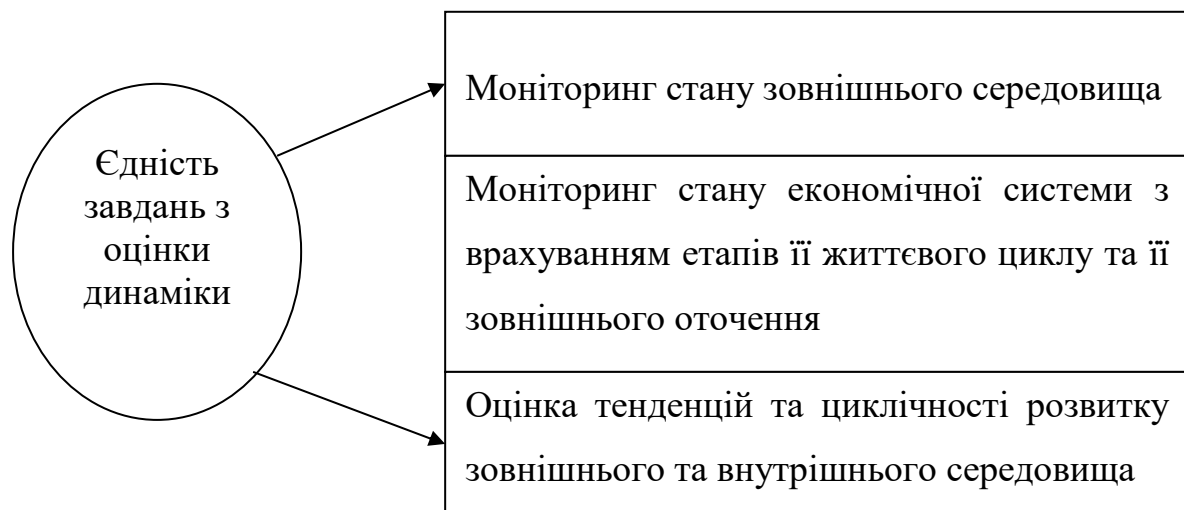 Єдність
завдань з
оцінки
динаміки
Моніторинг стану зовнішнього середовища
Моніторинг стану економічної системи з
врахуванням етапів її життєвого циклу та її
зовнішнього оточення
Оцінка тенденцій та циклічності розвитку
зовнішнього та внутрішнього середовища